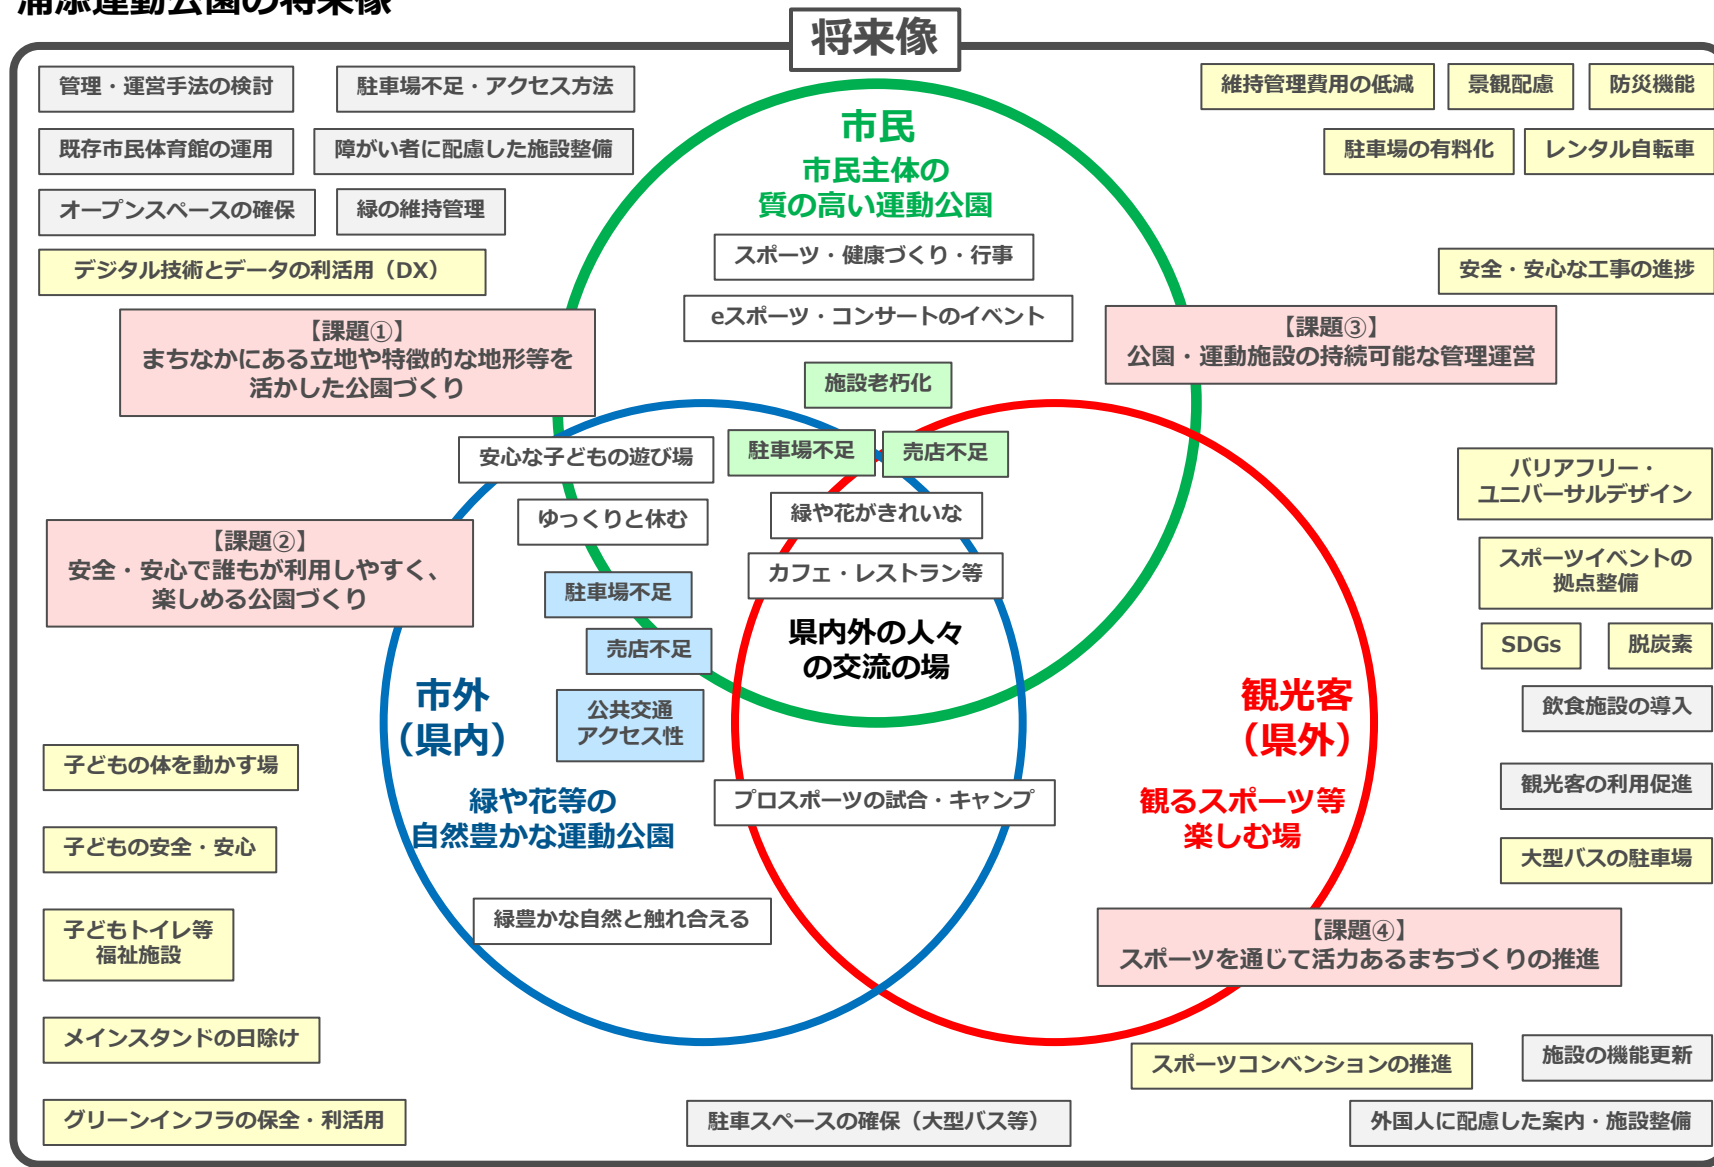 浦添運動公園の将来像
将来像
管理・運営手法の検討
駐車場不足・アクセス方法
既存市民体育館の運用
障がい者に配慮した施設整備
オープンスペースの確保
緑の維持管理
デジタル技術とデータの利活用（DX）
維持管理費用の低減
景観配慮
防災機能
駐車場の有料化
レンタル自転車
安全・安心な工事の進捗
市民
市民主体の
質の高い運動公園
スポーツ・健康づくり・行事
eスポーツ・コンサートのイベント
【課題①】
まちなかにある立地や特徴的な地形等を
活かした公園づくり
【課題③】
公園・運動施設の持続可能な管理運営
施設老朽化
駐車場不足
売店不足
安心な子どもの遊び場
ゆっくりと休む
緑や花がきれいな
カフェ・レストラン等
【課題②】
安全・安心で誰もが利用しやすく、
楽しめる公園づくり
駐車場不足
売店不足
公共交通
アクセス性
県内外の人々
の交流の場
バリアフリー・
ユニバーサルデザイン
スポーツイベントの
拠点整備
SDGs
脱炭素
飲食施設の導入
観光客の利用促進
大型バスの駐車場
市外
（県内）
緑や花等の
自然豊かな運動公園
観光客
（県外）
観るスポーツ等
楽しむ場
プロスポーツの試合・キャンプ
緑豊かな自然と触れ合える
子どもの体を動かす場
子どもの安全・安心
子どもトイレ等
福祉施設
メインスタンドの日除け
グリーンインフラの保全・利活用
【課題④】
スポーツを通じて活力あるまちづくりの推進
スポーツコンベンションの推進
施設の機能更新
駐車スペースの確保（大型バス等）
外国人に配慮した案内・施設整備